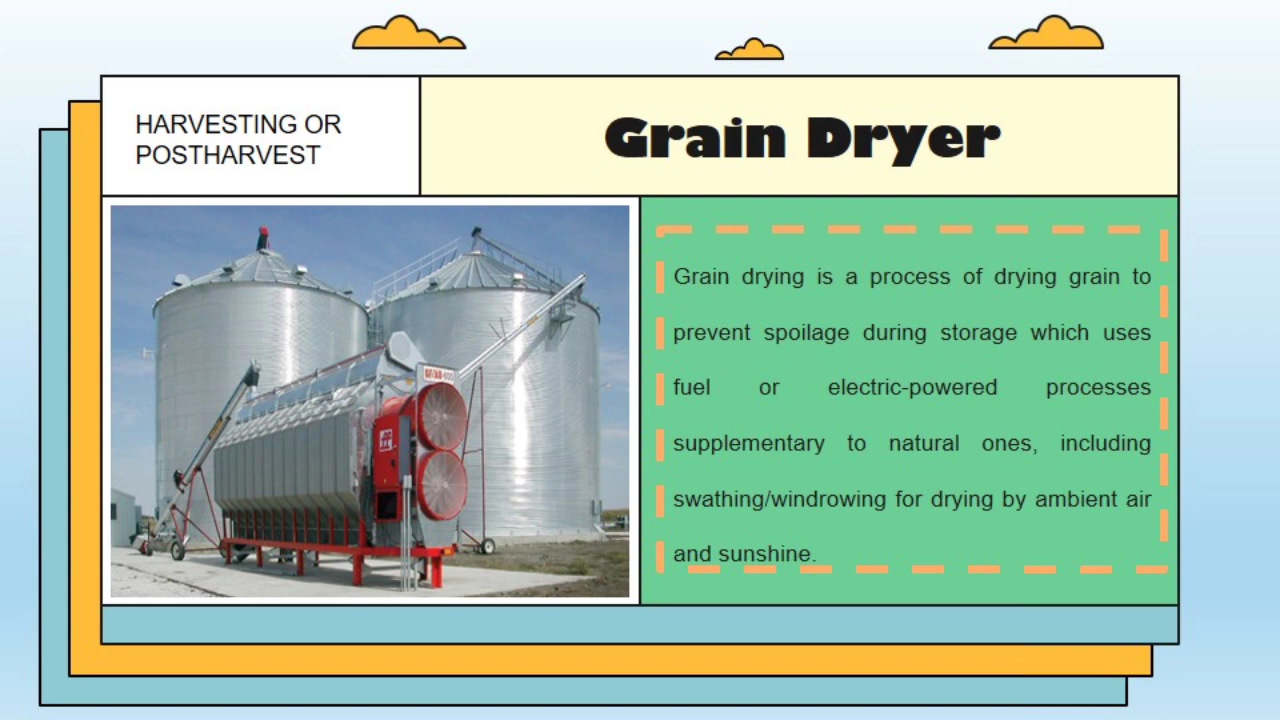 HARVESTING OR
POSTHARVEST
Grain Dryer
Grain drying is a process of drying grain to
prevent spoilage during storage which uses
fuel or electric-powered processes
supplementary to natural ones, including
swathing/windrowing for drying by ambient air
and sunshine.